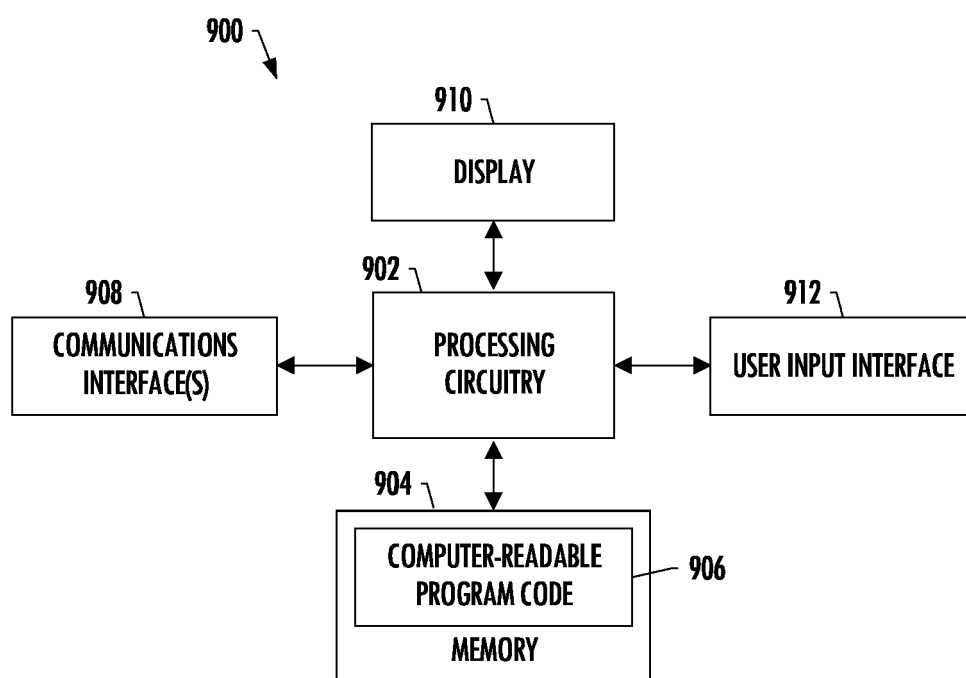 900
910
DISPLAY
902
908
912
COMMUNICATIONS
INTERFACE(S)
PROCESSING
CIRCUITRY
USER INPUT INTERFACE
904
COMPUTER-READABLE
PROGRAM CODE
906
MEMORY